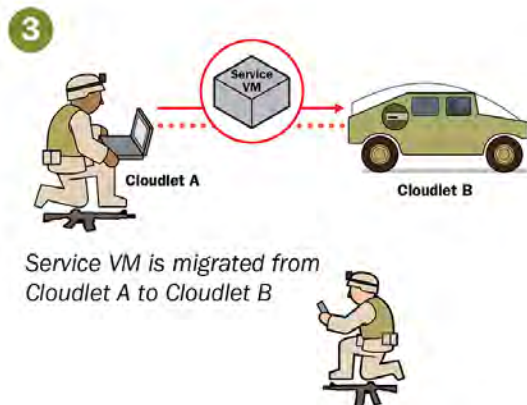 3
Service
VM
Cloudlet A
Cloudlet B
Service VM is migrated from
Cloudlet A to Cloudlet B